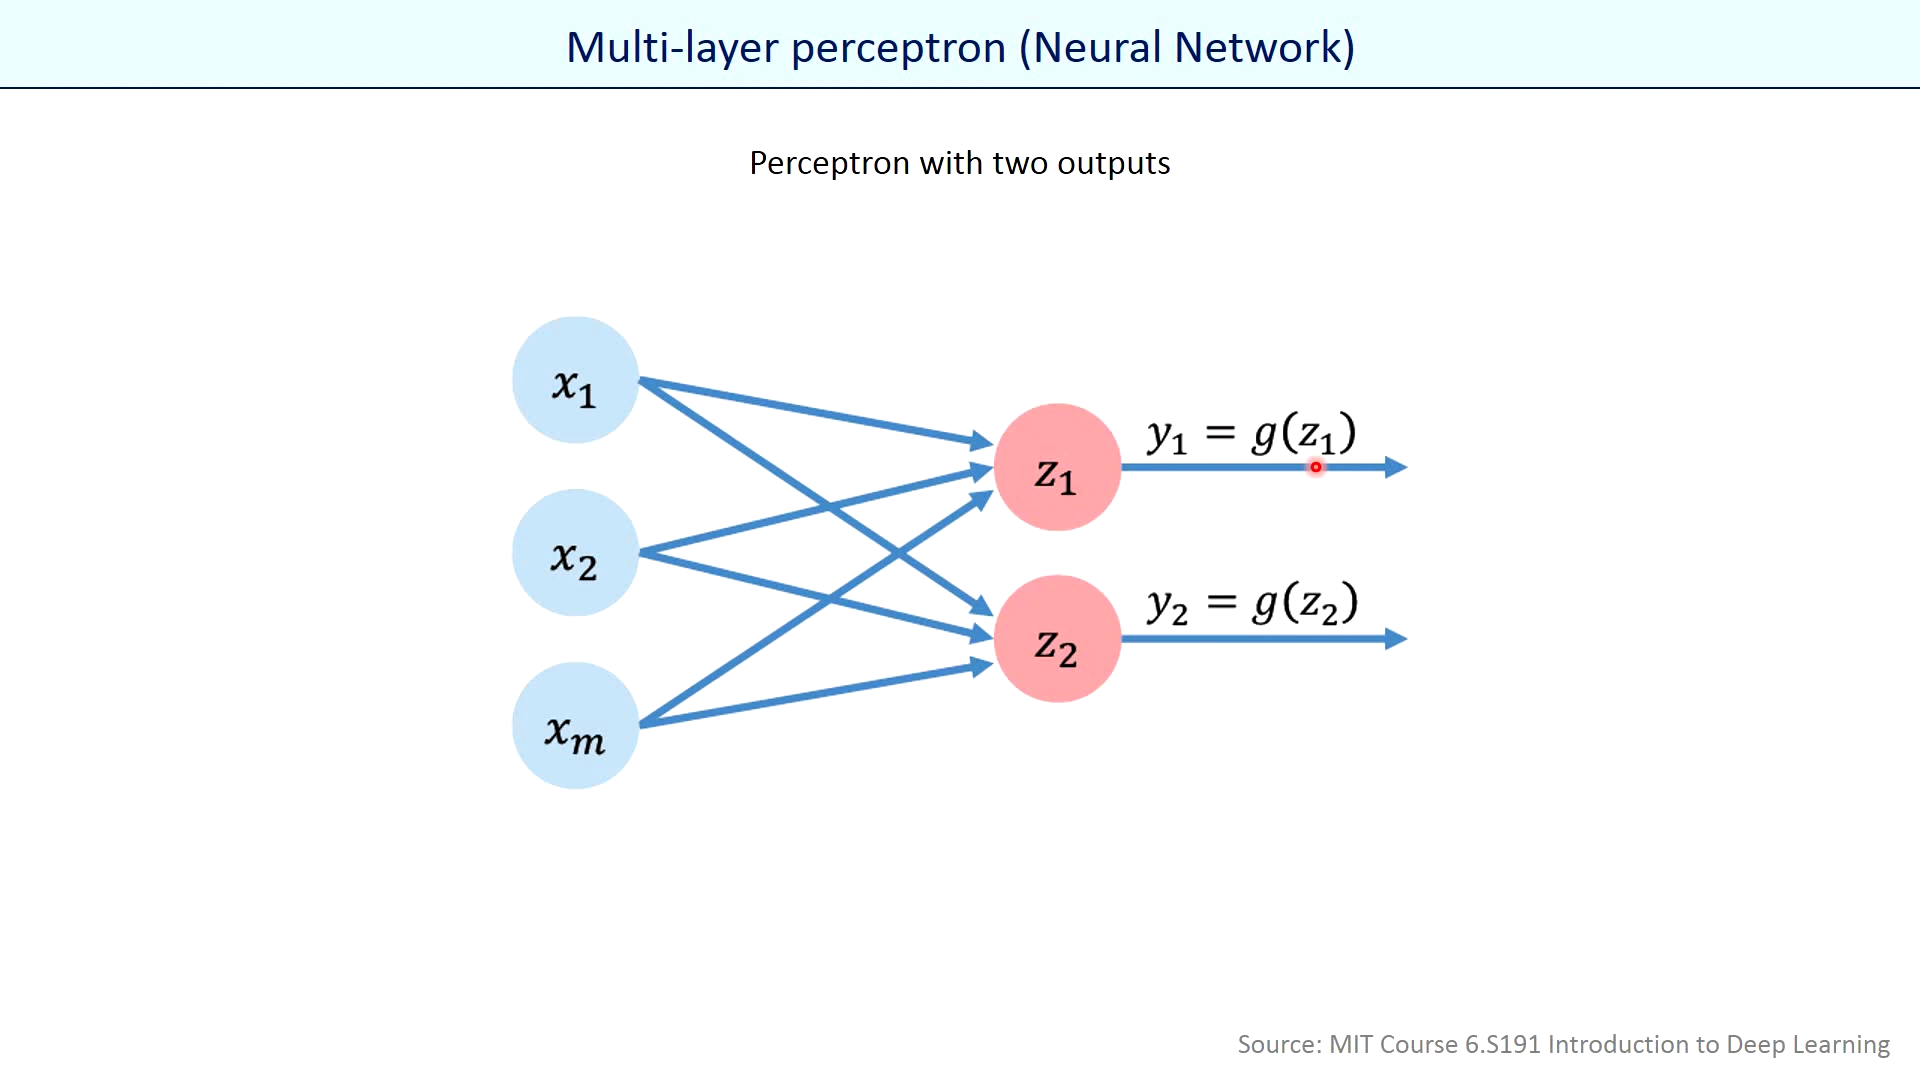 Multi-layer perceptron (Neural Network)
Perceptron with two outputs
x₁
x₂
xₘ
z₁
z₂
y₁ = g(z₁)
y₂ = g(z₂)
Source: MIT Course 6.S191 Introduction to Deep Learning